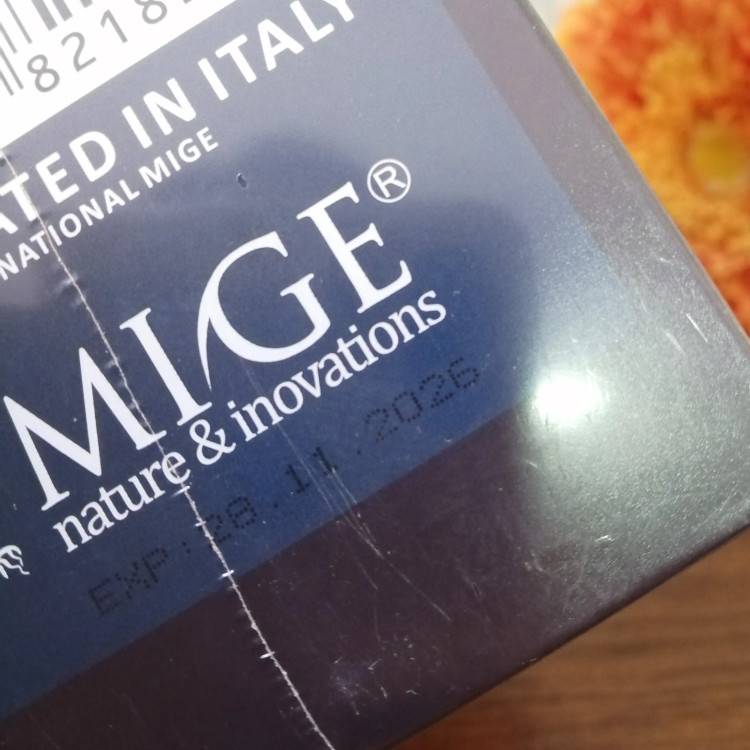 8218
ATED IN ITALY
NATIONAL MIGE
MIGE®
nature & inovations
EXP:28.11.2026